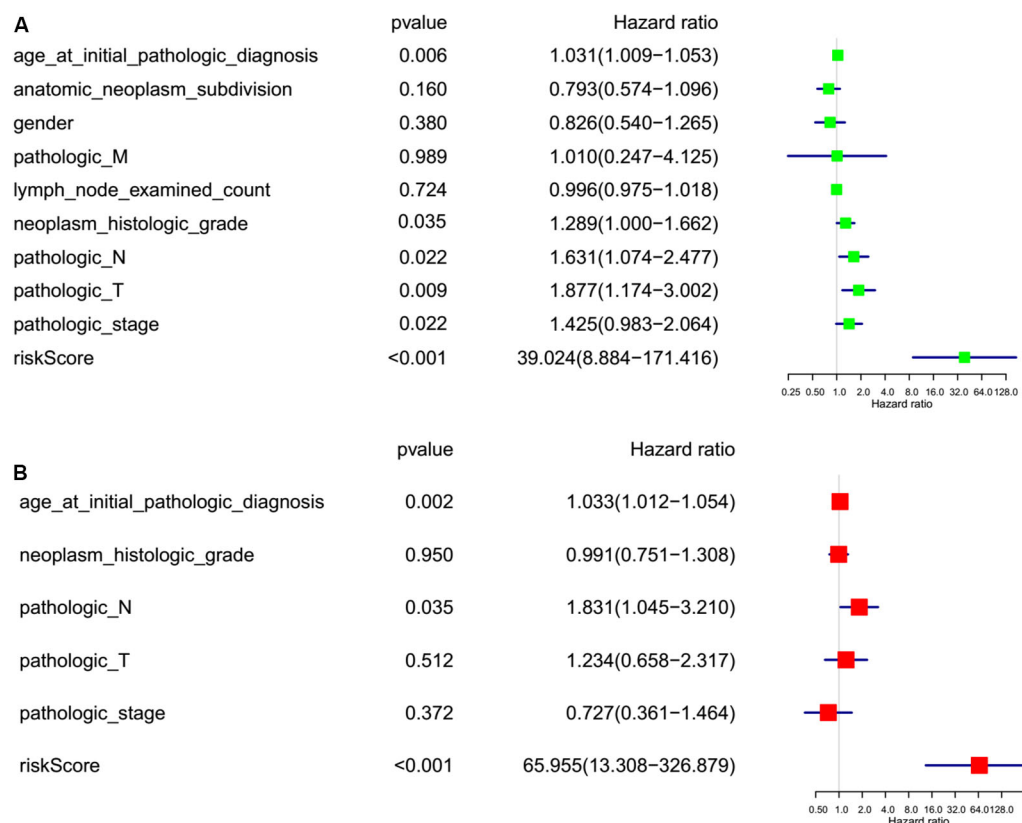 A pvalue Hazard ratio
age_at_initial_pathologic_diagnosis 0.006 1.031(1.009−1.053)
anatomic_neoplasm_subdivision 0.160 0.793(0.574−1.096)
gender 0.380 0.826(0.540−1.265)
pathologic_M 0.989 1.010(0.247−4.125)
lymph_node_examined_count 0.724 0.996(0.975−1.018)
neoplasm_histologic_grade 0.035 1.289(1.000−1.662)
pathologic_N 0.022 1.631(1.074−2.477)
pathologic_T 0.009 1.877(1.174−3.002)
pathologic_stage 0.022 1.425(0.983−2.064)
riskScore <0.001 39.024(8.884−171.416)
0.25 0.50 1.0 2.0 4.0 8.0 16.0 32.0 64.0 128.0
Hazard ratio
pvalue Hazard ratio
B
age_at_initial_pathologic_diagnosis 0.002 1.033(1.012−1.054)
neoplasm_histologic_grade 0.950 0.991(0.751−1.308)
pathologic_N 0.035 1.831(1.045−3.210)
pathologic_T 0.512 1.234(0.658−2.317)
pathologic_stage 0.372 0.727(0.361−1.464)
riskScore <0.001 65.955(13.308−326.879)
0.50 1.0 2.0 4.0 8.0 16.0 32.0 64.0 128.0
Hazard ratio